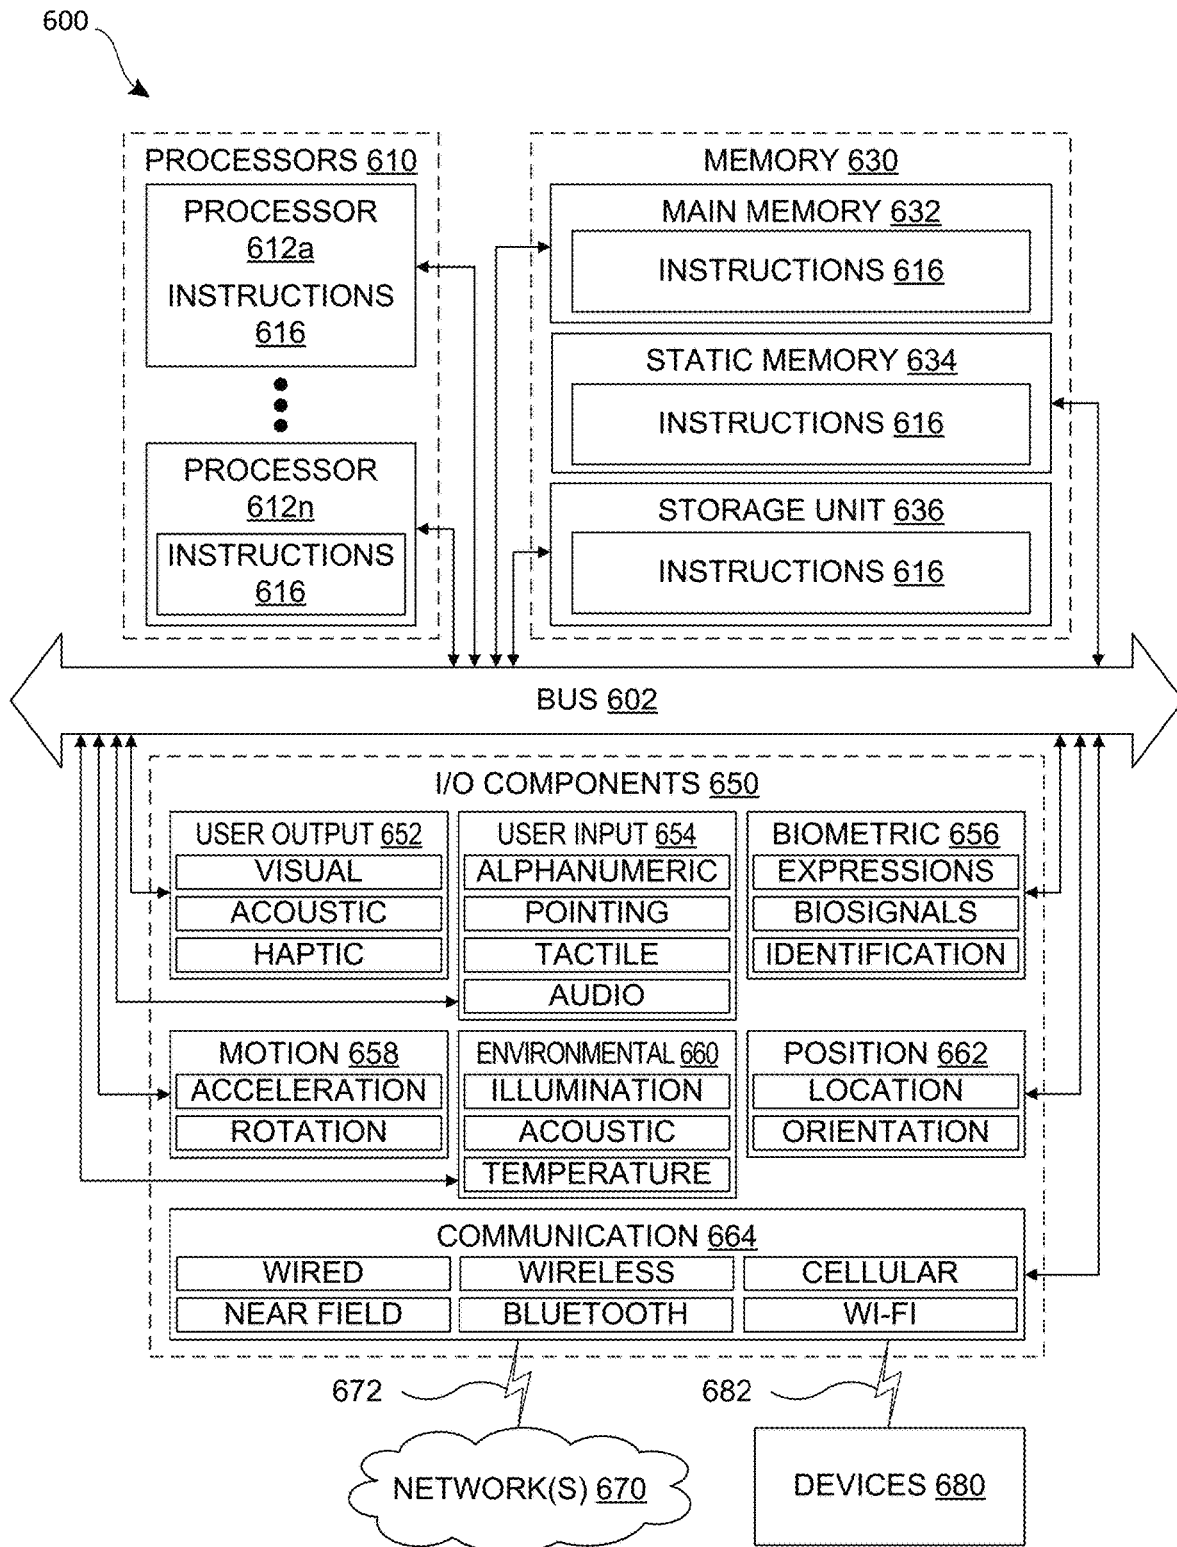 600
PROCESSORS 610
PROCESSOR
612a
INSTRUCTIONS
616
PROCESSOR
612n
INSTRUCTIONS
616
MEMORY 630
MAIN MEMORY 632
INSTRUCTIONS 616
STATIC MEMORY 634
INSTRUCTIONS 616
STORAGE UNIT 636
INSTRUCTIONS 616
BUS 602
I/O COMPONENTS 650
USER OUTPUT 652
VISUAL
ACOUSTIC
HAPTIC
USER INPUT 654
ALPHANUMERIC
POINTING
TACTILE
AUDIO
BIOMETRIC 656
EXPRESSIONS
BIOSIGNALS
IDENTIFICATION
MOTION 658
ACCELERATION
ROTATION
ENVIRONMENTAL 660
ILLUMINATION
ACOUSTIC
TEMPERATURE
POSITION 662
LOCATION
ORIENTATION
COMMUNICATION 664
WIRED
WIRELESS
CELLULAR
NEAR FIELD
BLUETOOTH
WI-FI
672
682
NETWORK(S) 670
DEVICES 680